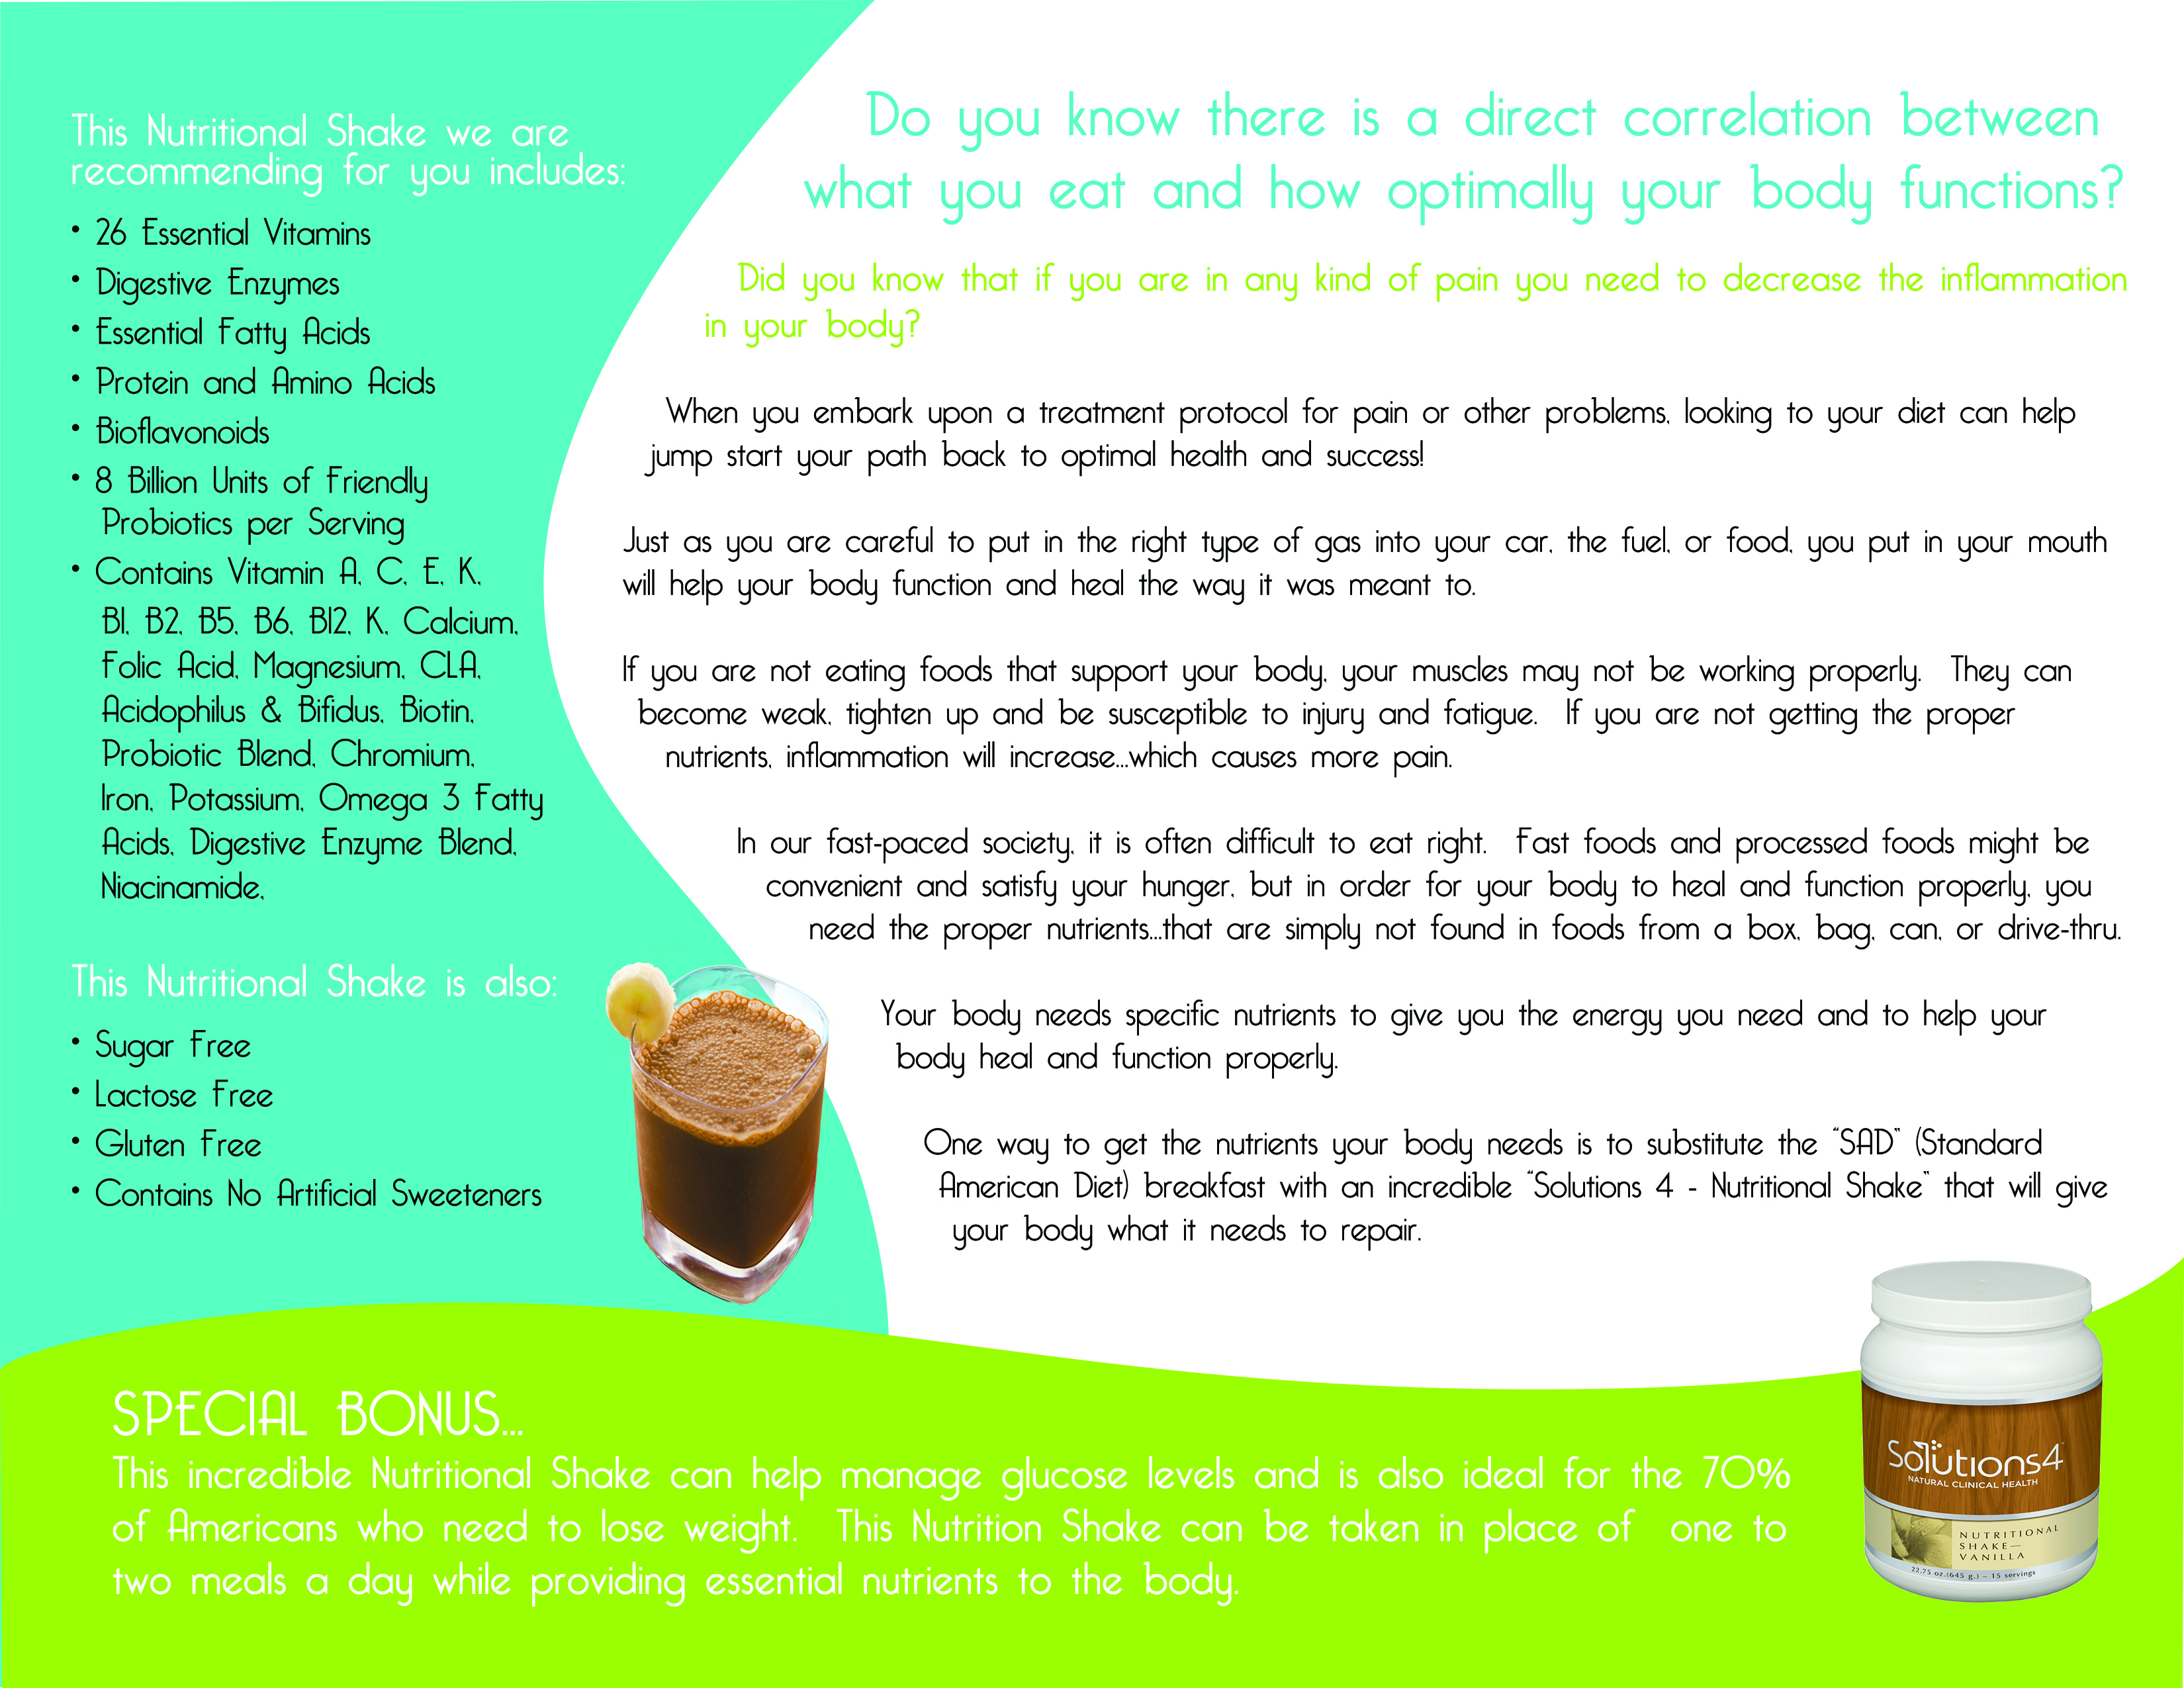 This Nutritional Shake we are
recommending for you includes:
• 26 Essential Vitamins
• Digestive Enzymes
• Essential Fatty Acids
• Protein and Amino Acids
• Bioflavonoids
• 8 Billion Units of Friendly
Probiotics per Serving
• Contains Vitamin A, C, E, K,
B1, B2, B5, B6, B12, K, Calcium,
Folic Acid, Magnesium, CLA,
Acidophilus & Bifidus, Biotin,
Probiotic Blend, Chromium,
Iron, Potassium, Omega 3 Fatty
Acids, Digestive Enzyme Blend,
Niacinamide,
This Nutritional Shake is also:
• Sugar Free
• Lactose Free
• Gluten Free
• Contains No Artificial Sweeteners
Do you know there is a direct correlation between
what you eat and how optimally your body functions?
Did you know that if you are in any kind of pain you need to decrease the inflammation
in your body?
When you embark upon a treatment protocol for pain or other problems, looking to your diet can help
jump start your path back to optimal health and success!
Just as you are careful to put in the right type of gas into your car, the fuel, or food, you put in your mouth
will help your body function and heal the way it was meant to.
If you are not eating foods that support your body, your muscles may not be working properly. They can
become weak, tighten up and be susceptible to injury and fatigue. If you are not getting the proper
nutrients, inflammation will increase...which causes more pain.
In our fast-paced society, it is often difficult to eat right. Fast foods and processed foods might be
convenient and satisfy your hunger, but in order for your body to heal and function properly, you
need the proper nutrients...that are simply not found in foods from a box, bag, can, or drive-thru.
Your body needs specific nutrients to give you the energy you need and to help your
body heal and function properly.
One way to get the nutrients your body needs is to substitute the "SAD" (Standard
American Diet) breakfast with an incredible "Solutions 4 - Nutritional Shake" that will give
your body what it needs to repair.
SPECIAL BONUS...
This incredible Nutritional Shake can help manage glucose levels and is also ideal for the 70%
of Americans who need to lose weight. This Nutrition Shake can be taken in place of one to
two meals a day while providing essential nutrients to the body.
Solutions4
NATURAL CLINICAL HEALTH
NUTRITIONAL
SHAKE—
VANILLA
22.75 oz.(645 g.) – 15 servings